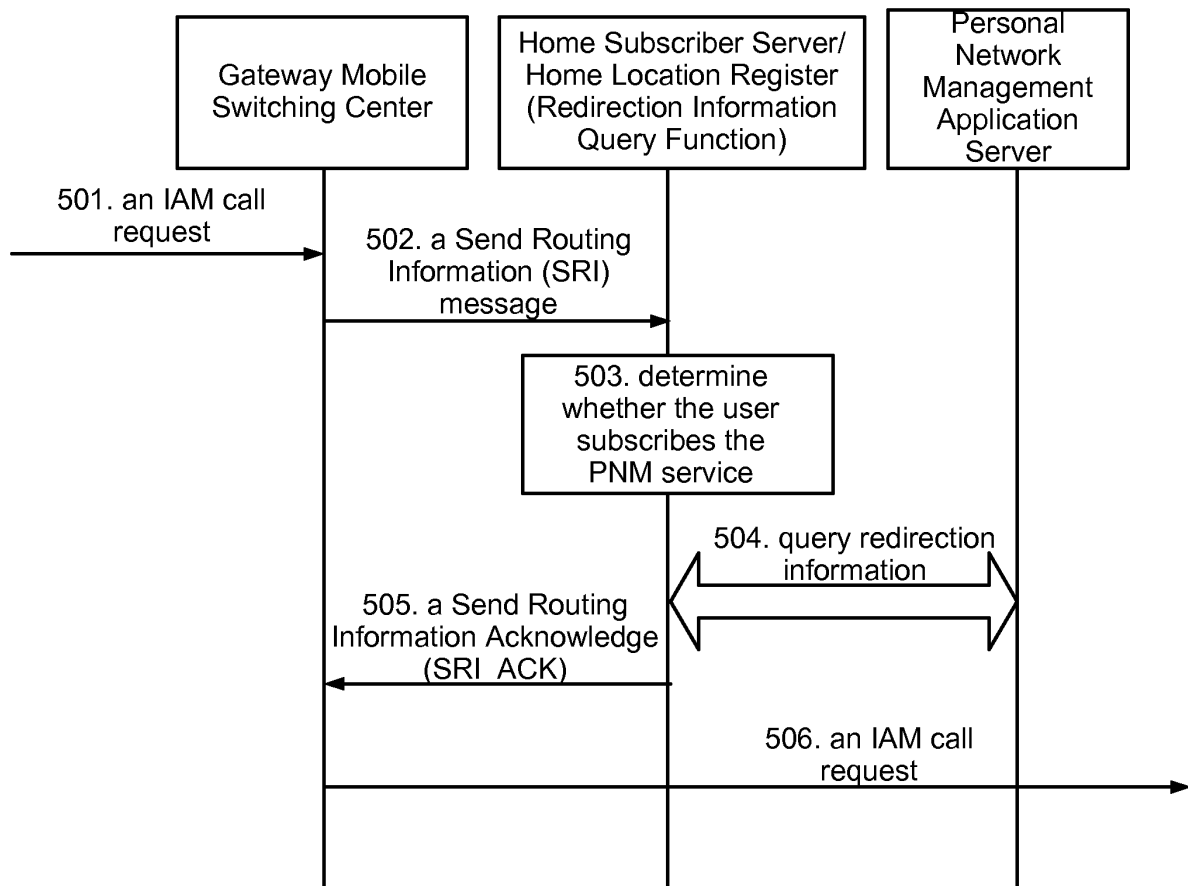 Gateway Mobile
Switching Center
Home Subscriber Server/
Home Location Register
(Redirection Information
Query Function)
Personal
Network
Management
Application
Server
501. an IAM call
request
502. a Send Routing
Information (SRI)
message
503. determine
whether the user
subscribes the
PNM service
504. query redirection
information
505. a Send Routing
Information Acknowledge
(SRI_ACK)
506. an IAM call
request